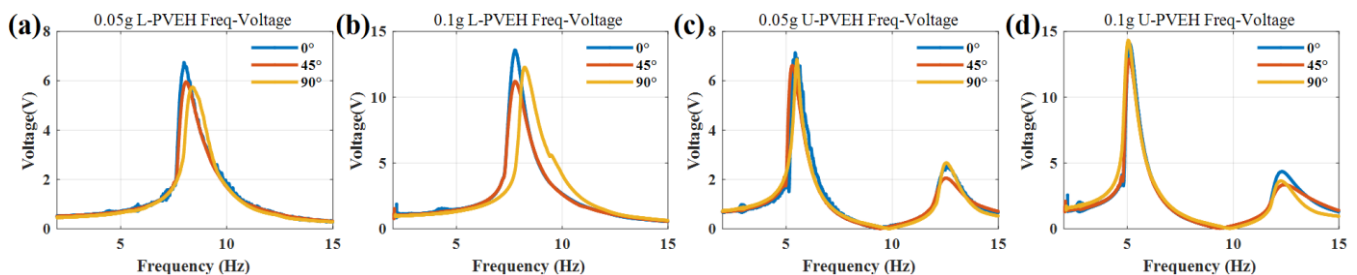 (a)
0.05g L-PVEH Freq-Voltage
Voltage(V)
8
6
4
2
0
0°
45°
90°
5
10
15
Frequency (Hz)
(b)
0.1g L-PVEH Freq-Voltage
Voltage(V)
15
10
5
0
0°
45°
90°
5
10
15
Frequency (Hz)
(c)
0.05g U-PVEH Freq-Voltage
Voltage(V)
8
6
4
2
0
0°
45°
90°
5
10
15
Frequency (Hz)
(d)
0.1g U-PVEH Freq-Voltage
Voltage(V)
15
10
5
0
0°
45°
90°
5
10
15
Frequency (Hz)